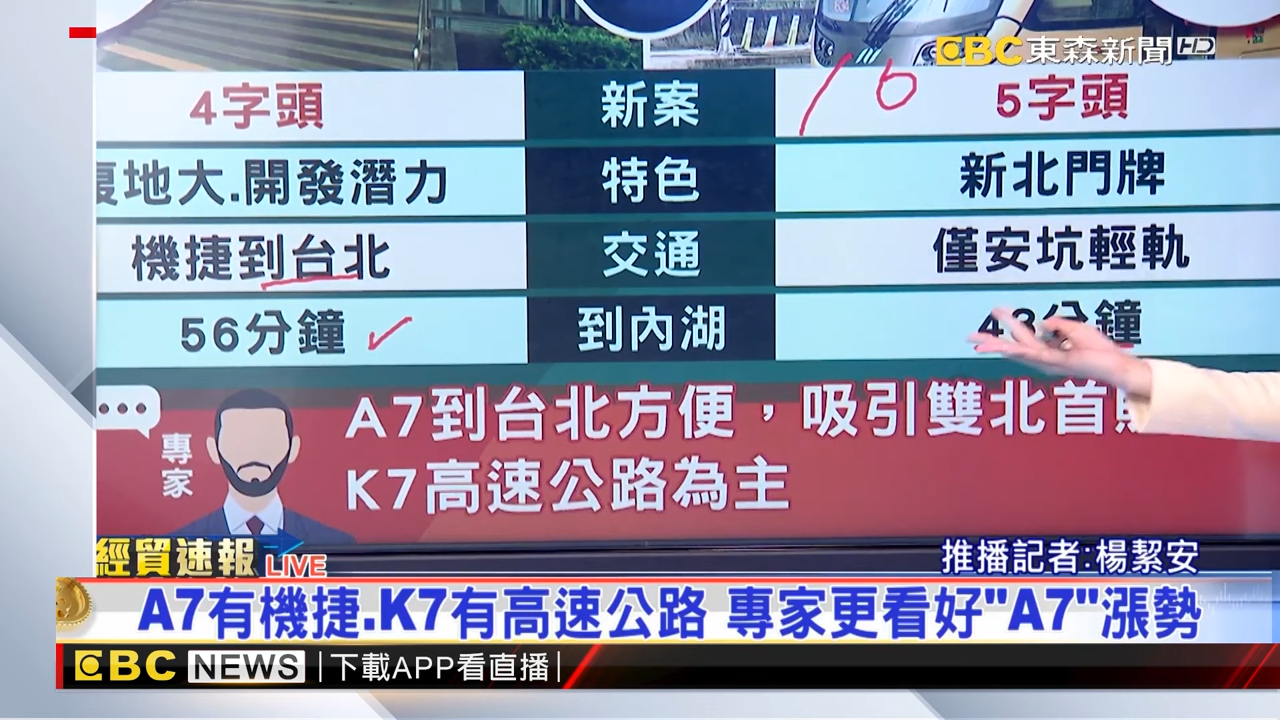 EBC東森新聞HD
4字頭 新案 5字頭
腹地大.開發潛力 特色 新北門牌
機捷到台北 交通 僅安坑輕軌
56分鐘 到內湖 分鐘
專家
A7到台北方便，吸引雙北首
K7高速公路為主
經貿速報 LIVE
推播記者:楊絜安
A7有機捷.K7有高速公路 專家更看好"A7"漲勢
EBC NEWS |下載APP看直播|